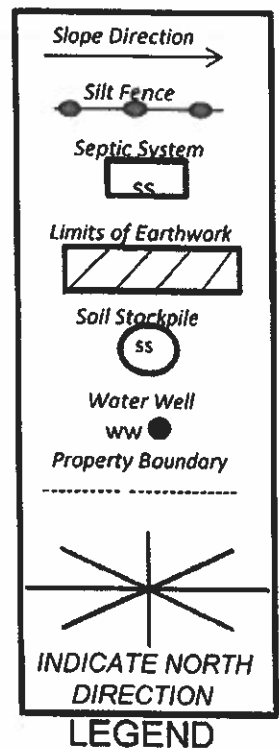 Slope Direction
Silt Fence
Septic System
SS
Limits of Earthwork
Soil Stockpile
SS
Water Well
WW
Property Boundary
INDICATE NORTH
DIRECTION
LEGEND